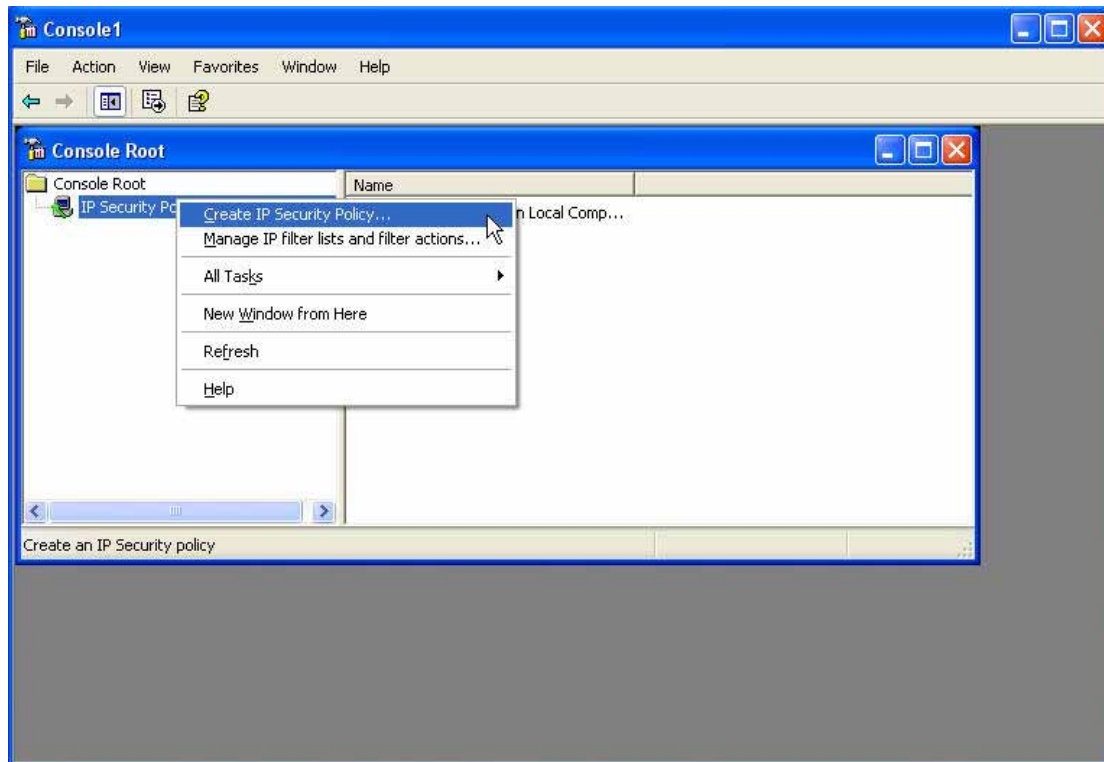 Console1
File Action View Favorites Window Help
Console Root
Console Root
Name
IP Security Po
n Local Comp...
Create IP Security Policy...
Manage IP filter lists and filter actions...
All Tasks
New Window from Here
Refresh
Help
Create an IP Security policy